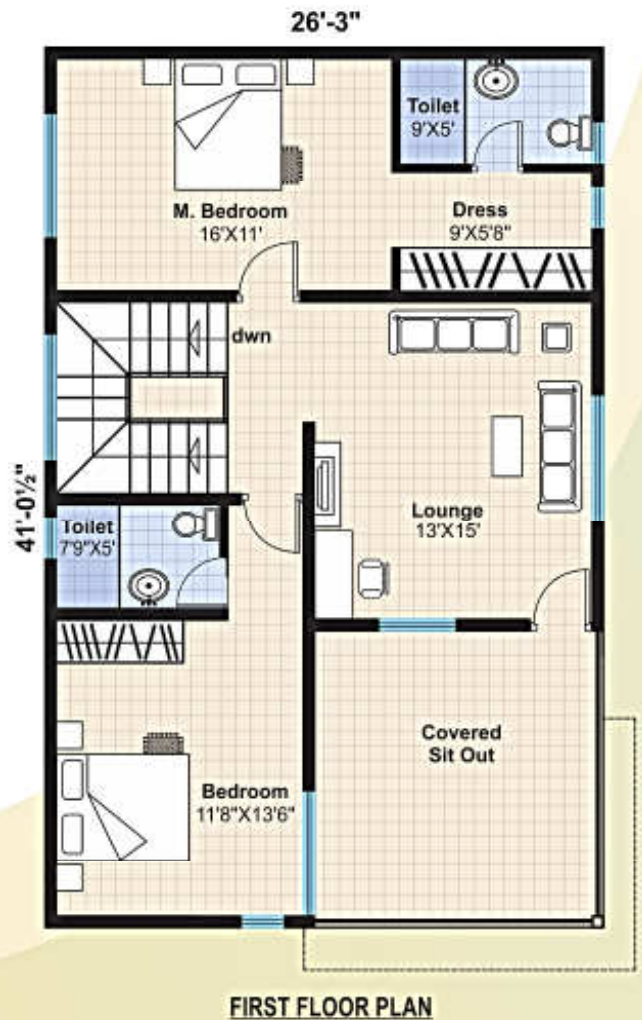 26'-3"
Toilet
9'X5'
M. Bedroom
16'X11'
Dress
9'X5'8"
dwn
41'-0½"
Lounge
13'X15'
Toilet
7'9"X5'
Covered
Sit Out
Bedroom
11'8"X13'6"
FIRST FLOOR PLAN